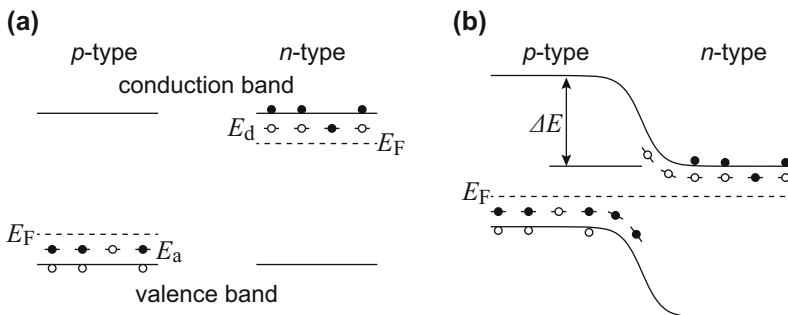 (a)
p-type
n-type
conduction band
E_d
E_F
E_F
E_a
valence band
(b)
p-type
n-type
ΔE
E_F